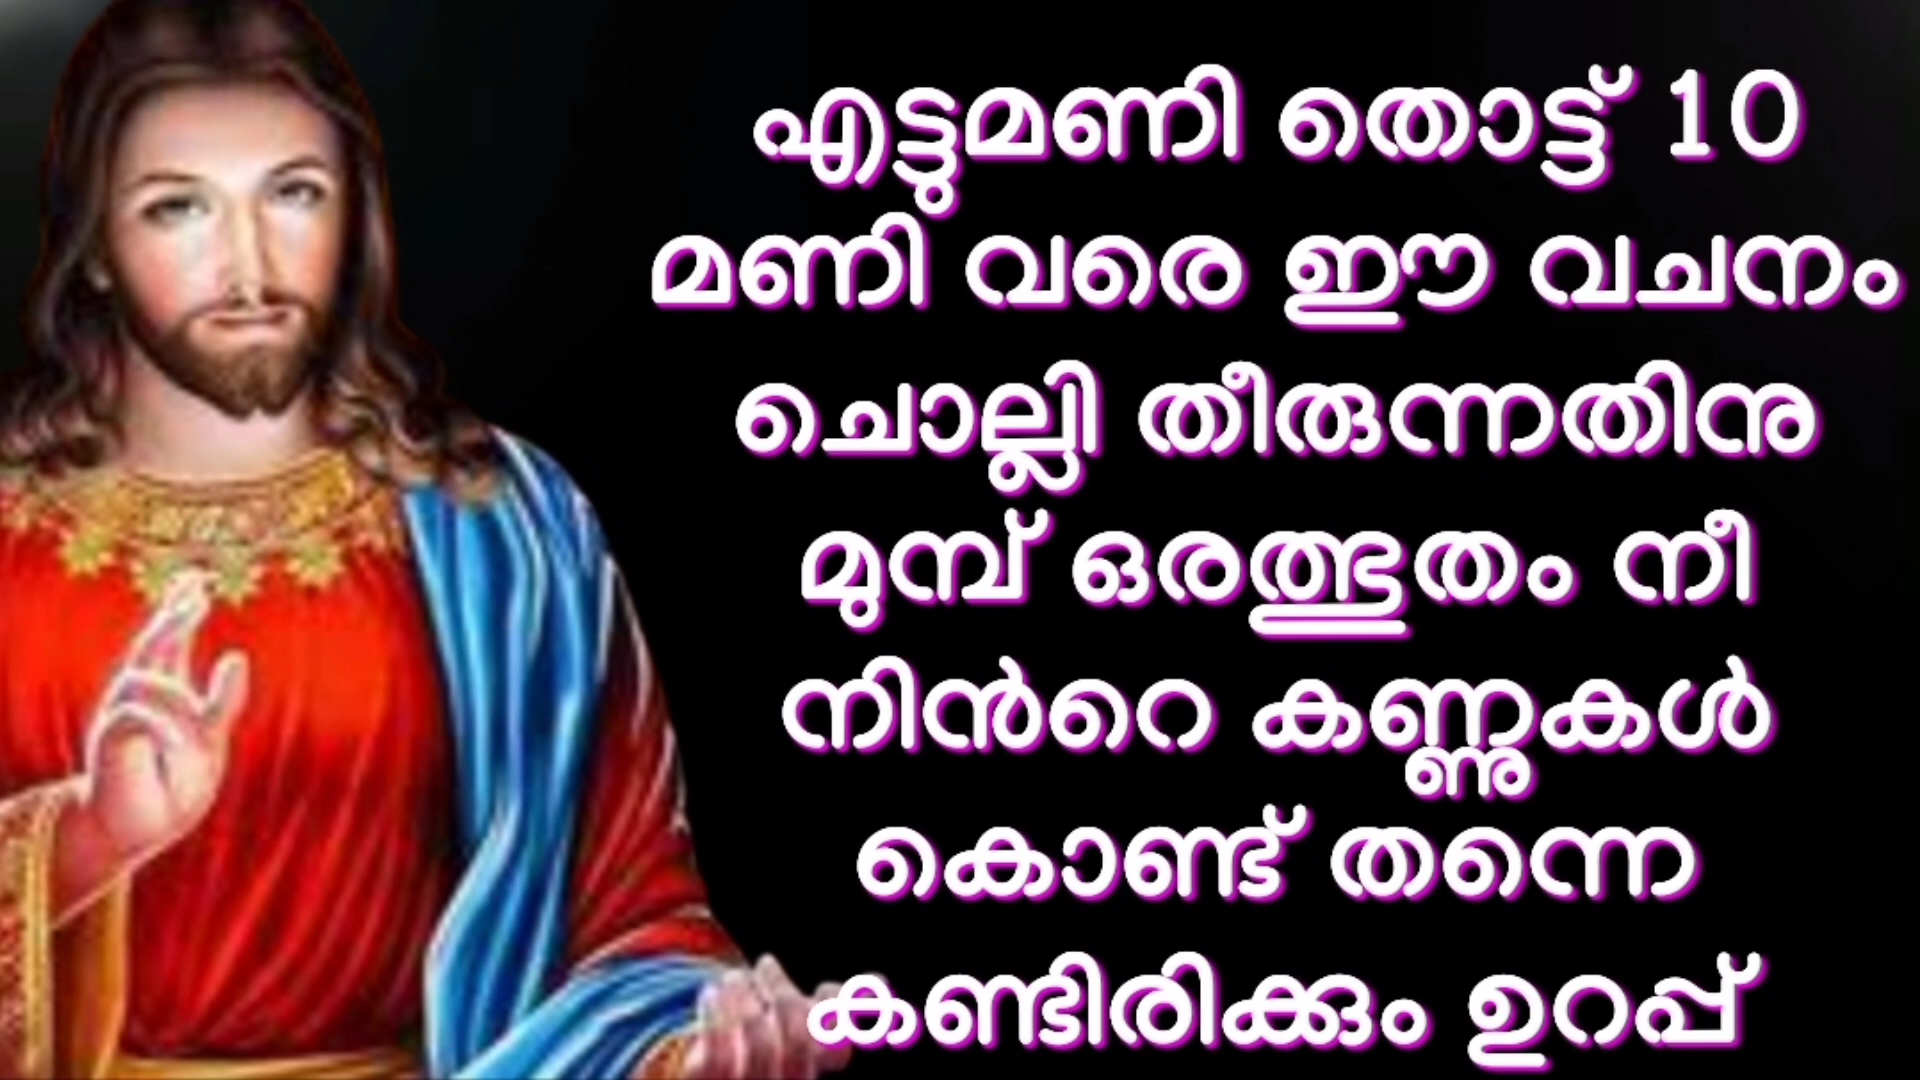 എട്ടുമണി തൊട്ട് 10
മണി വരെ ഈ വചനം
ചൊല്ലി തീരുന്നതിനു
മുമ്പ് ഒരത്ഭുതം നീ
നിൻറെ കണ്ണുകൾ
കൊണ്ട് തന്നെ
കണ്ടിരിക്കും ഉറപ്പ്